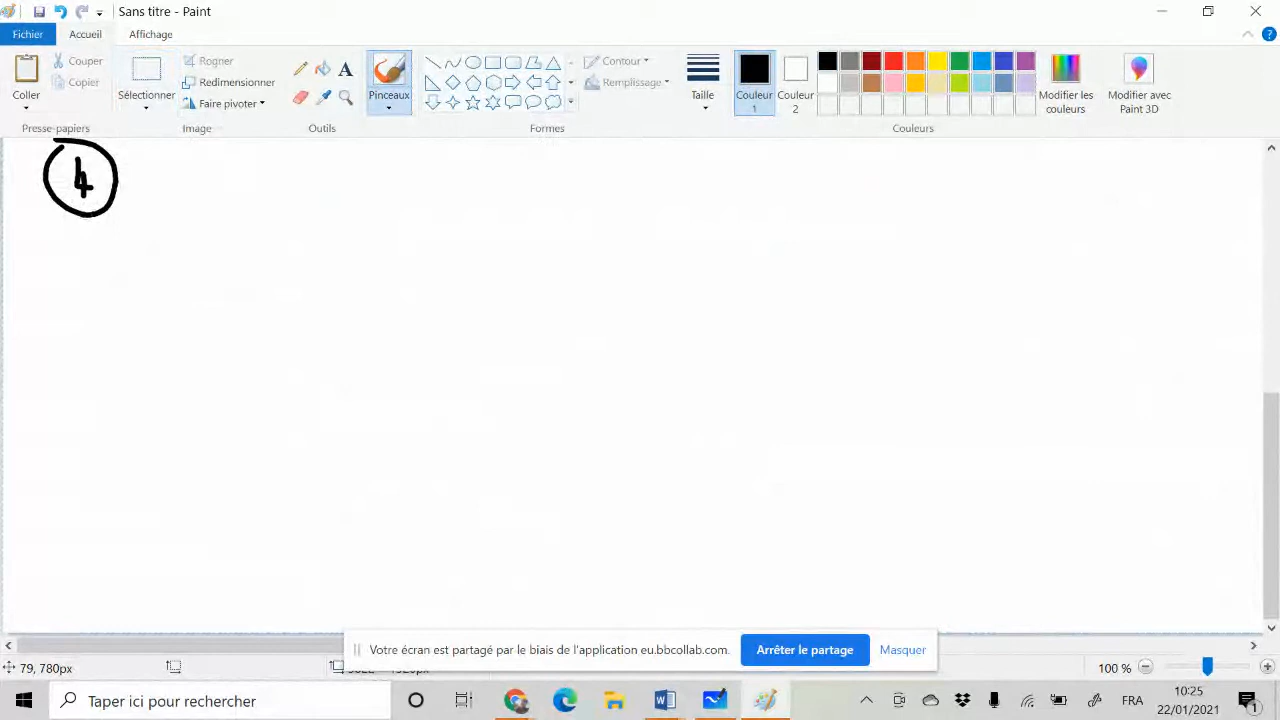 Sans titre - Paint
Fichier Accueil Affichage
Coller
Couper
Copier
Presse-papiers
Sélectionner
Rogner
Redimensionner
Faire pivoter
Image
A
Outils
Pinceaux
Contour
Remplissage
Formes
Taille
Couleur
1
Couleur
2
Modifier les
couleurs
Modifier avec
Paint 3D
Couleurs
4
Votre écran est partagé par le biais de l'application eu.bbcollab.com. Arrêter le partage Masquer
79, 780px 100 %
Taper ici pour rechercher FRA 10:25
22/01/2021 1